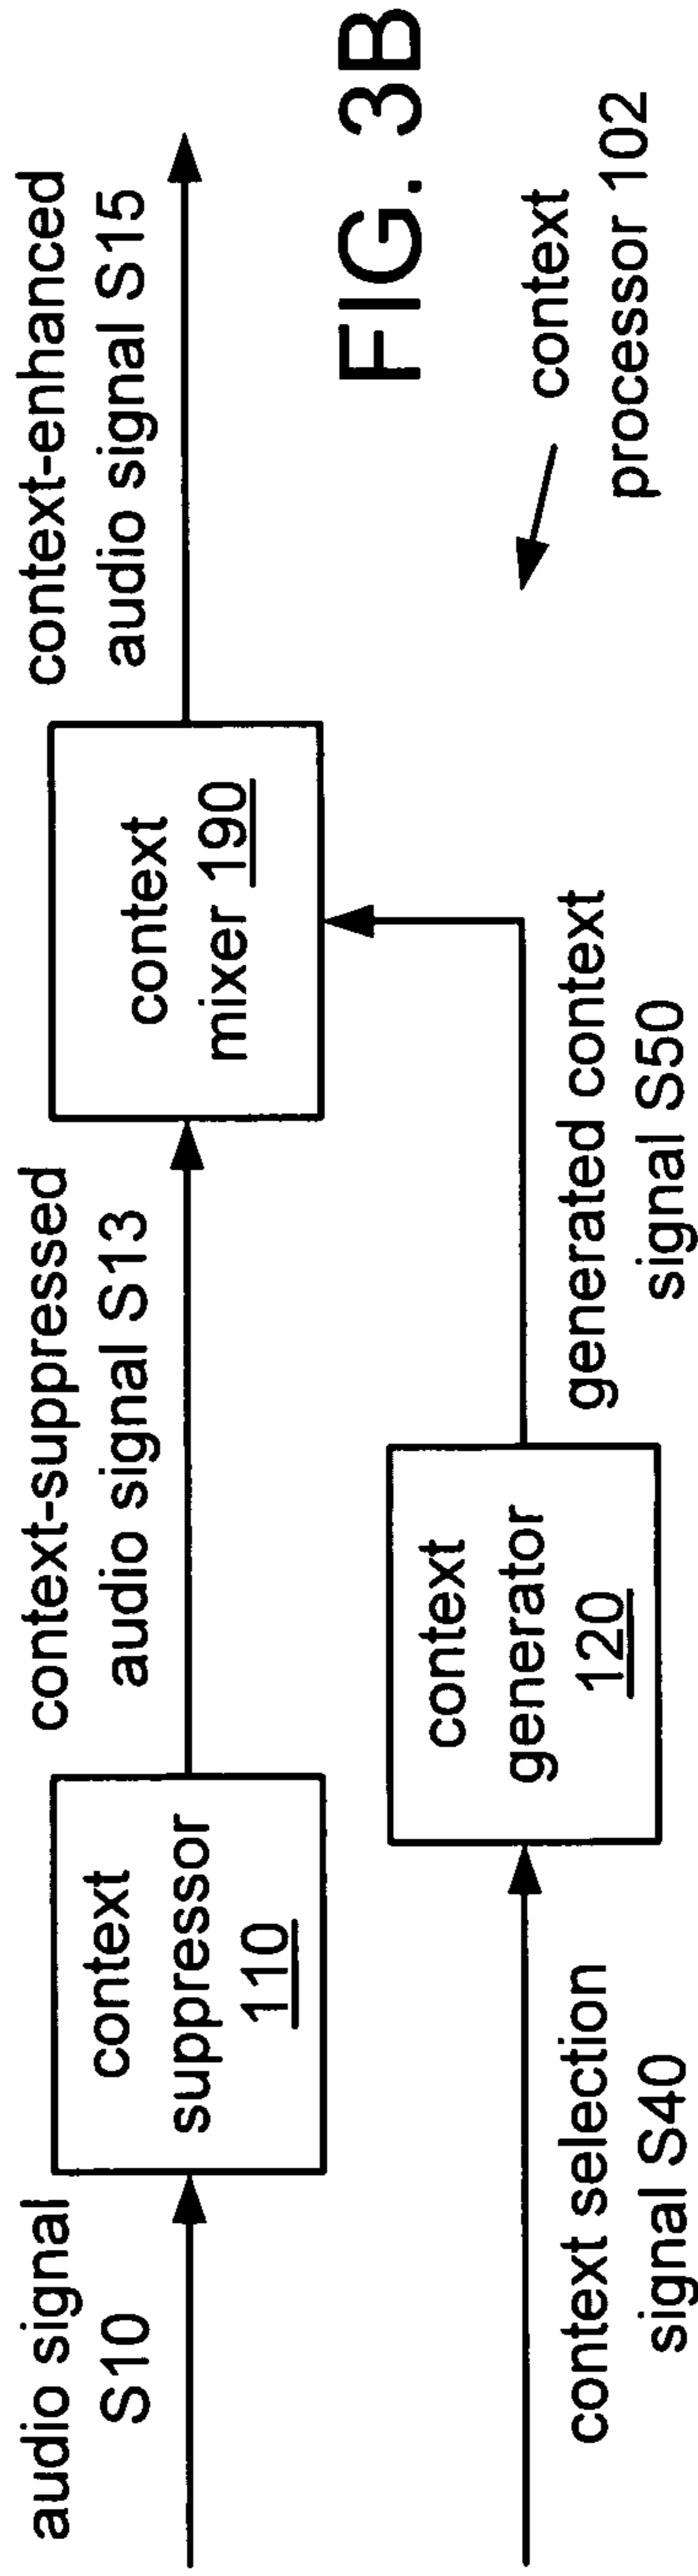 audio signal
S10
context
suppressor
110
context-suppressed
audio signal S13
context
mixer 190
context-enhanced
audio signal S15
context selection
signal S40
context
generator
120
generated context
signal S50
FIG. 3B
context
processor 102